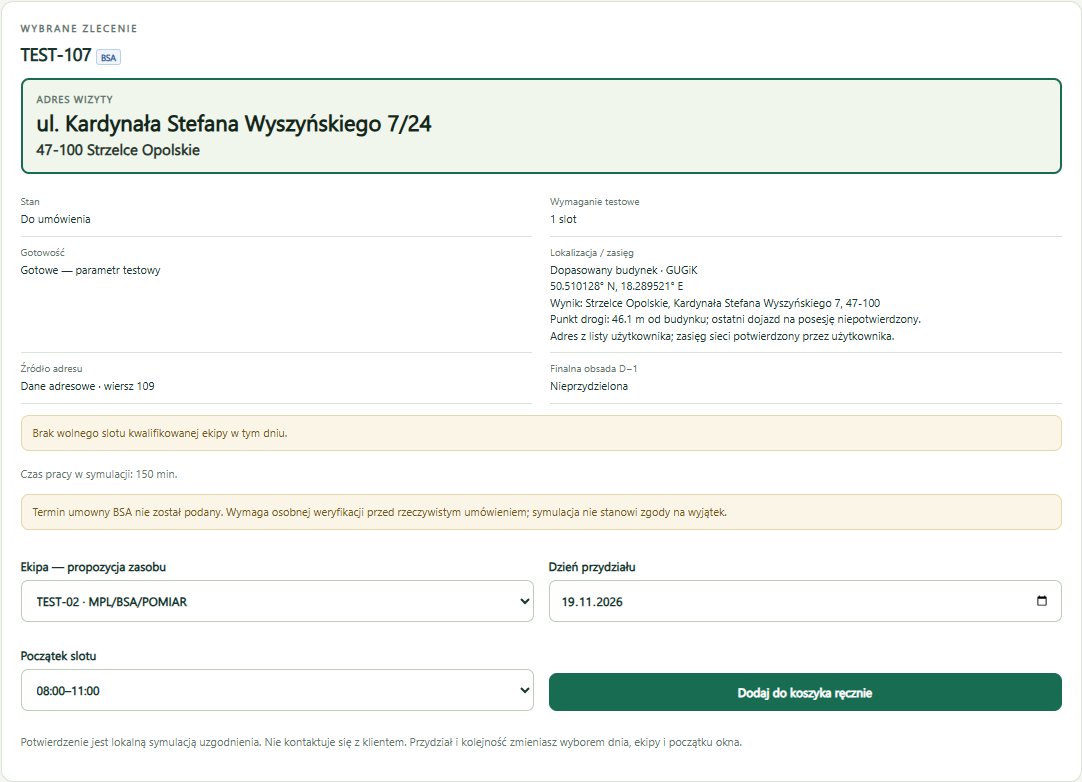 WYBRANE ZLECENIE
TEST-107 BSA
ADRES WIZYTY
ul. Kardynała Stefana Wyszyńskiego 7/24
47-100 Strzelce Opolskie
Stan
Do umówienia
Wymaganie testowe
1 slot
Gotowość
Gotowe — parametr testowy
Lokalizacja / zasięg
Dopasowany budynek · GUGiK
50.510128° N, 18.289521° E
Wynik: Strzelce Opolskie, Kardynała Stefana Wyszyńskiego 7, 47-100
Punkt drogi: 46.1 m od budynku; ostatni dojazd na posesję niepotwierdzony.
Adres z listy użytkownika; zasięg sieci potwierdzony przez użytkownika.
Źródło adresu
Dane adresowe · wiersz 109
Finalna obsada D–1
Nieprzydzielona
Brak wolnego slotu kwalifikowanej ekipy w tym dniu.
Czas pracy w symulacji: 150 min.
Termin umowny BSA nie został podany. Wymaga osobnej weryfikacji przed rzeczywistym umówieniem; symulacja nie stanowi zgody na wyjątek.
Ekipa — propozycja zasobu
TEST-02 · MPL/BSA/POMIAR
Dzień przydziału
19.11.2026
Początek slotu
08:00–11:00
Dodaj do koszyka ręcznie
Potwierdzenie jest lokalną symulacją uzgodnienia. Nie kontaktuje się z klientem. Przydział i kolejność zmieniasz wyborem dnia, ekipy i początku okna.